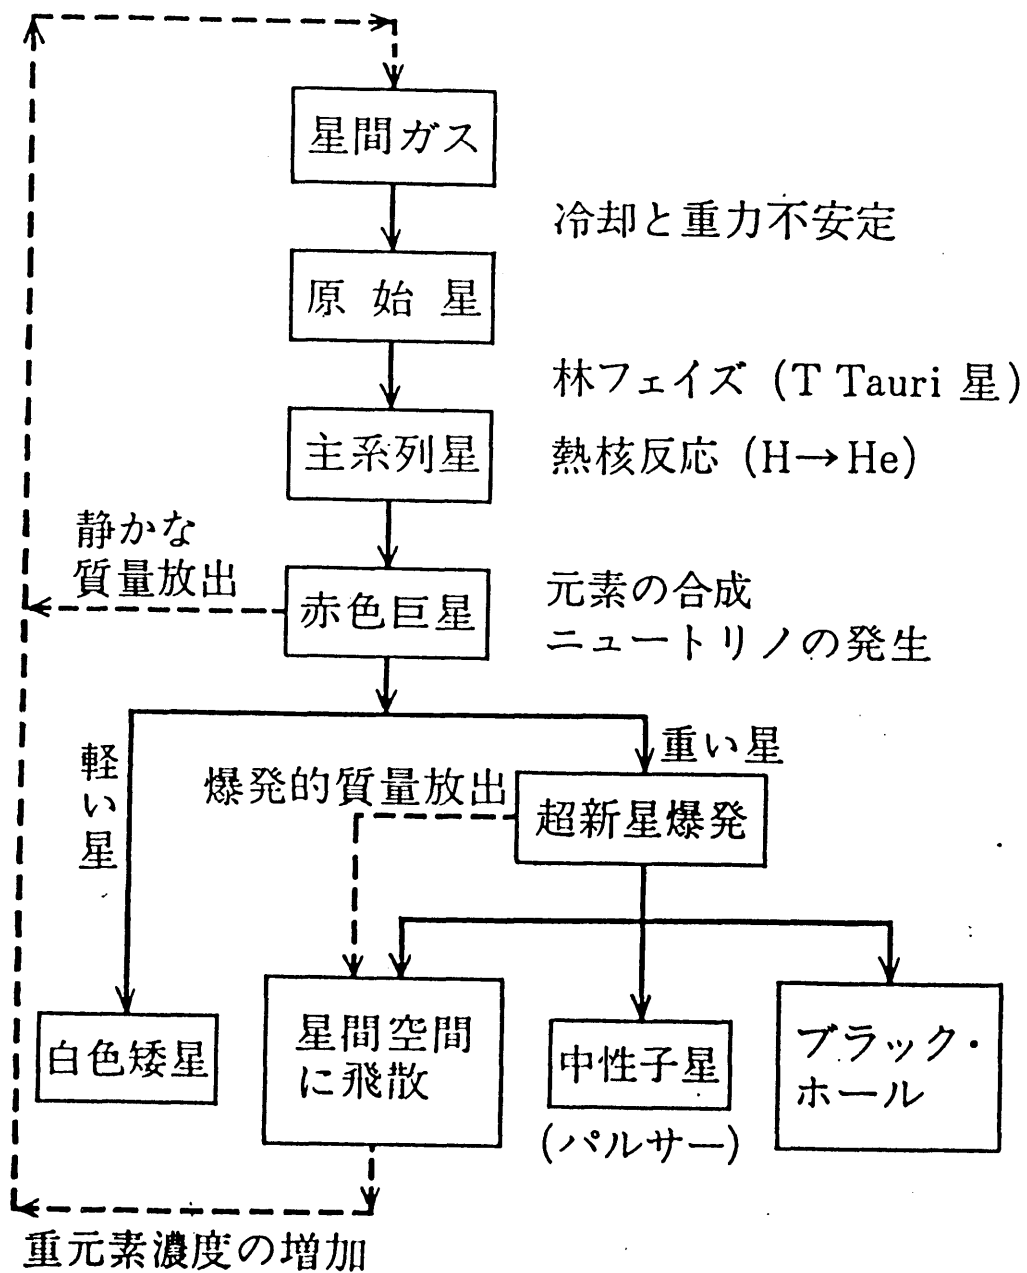 星間ガス
冷却と重力不安定
原始星
林フェイズ (T Tauri 星)
主系列星
熱核反応 (H→He)
静かな
質量放出
赤色巨星
元素の合成
ニュートリノの発生
軽い星
重い星
爆発的質量放出
超新星爆発
白色矮星
星間空間
に飛散
中性子星
(パルサー)
ブラック・
ホール
重元素濃度の増加